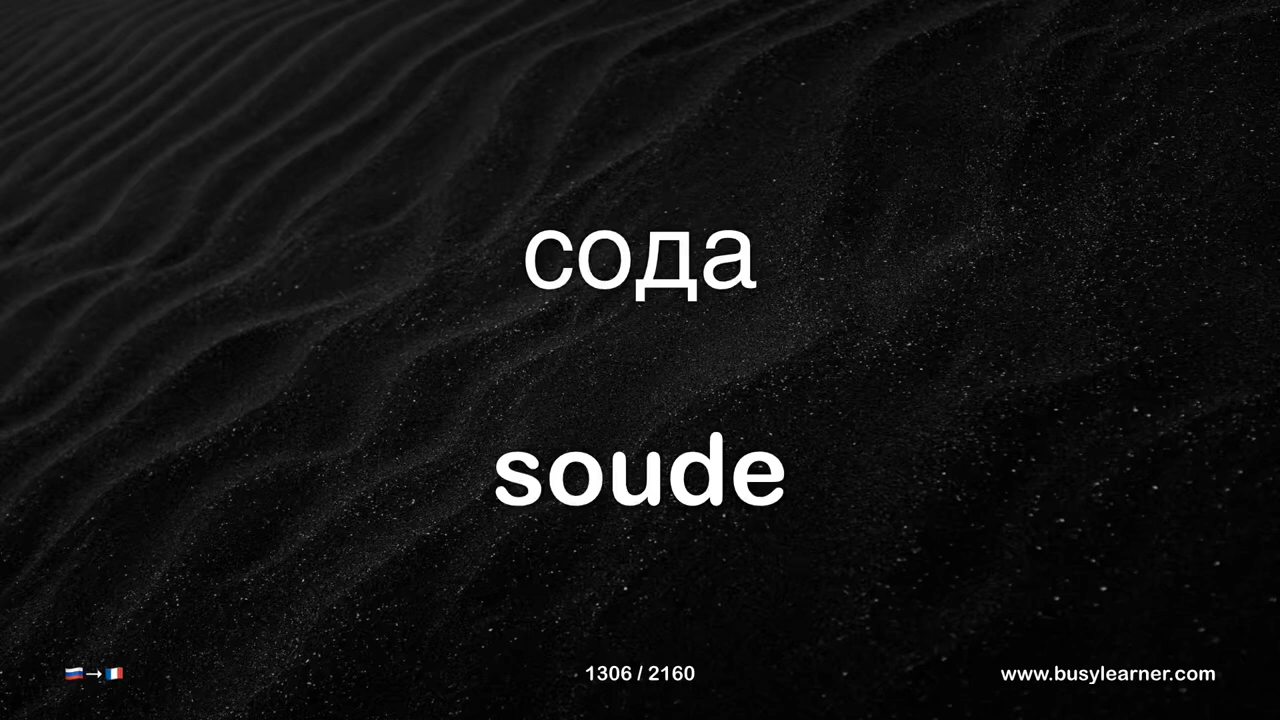 сода
soude
🇷🇺→🇫🇷
1306 / 2160
www.busylearner.com